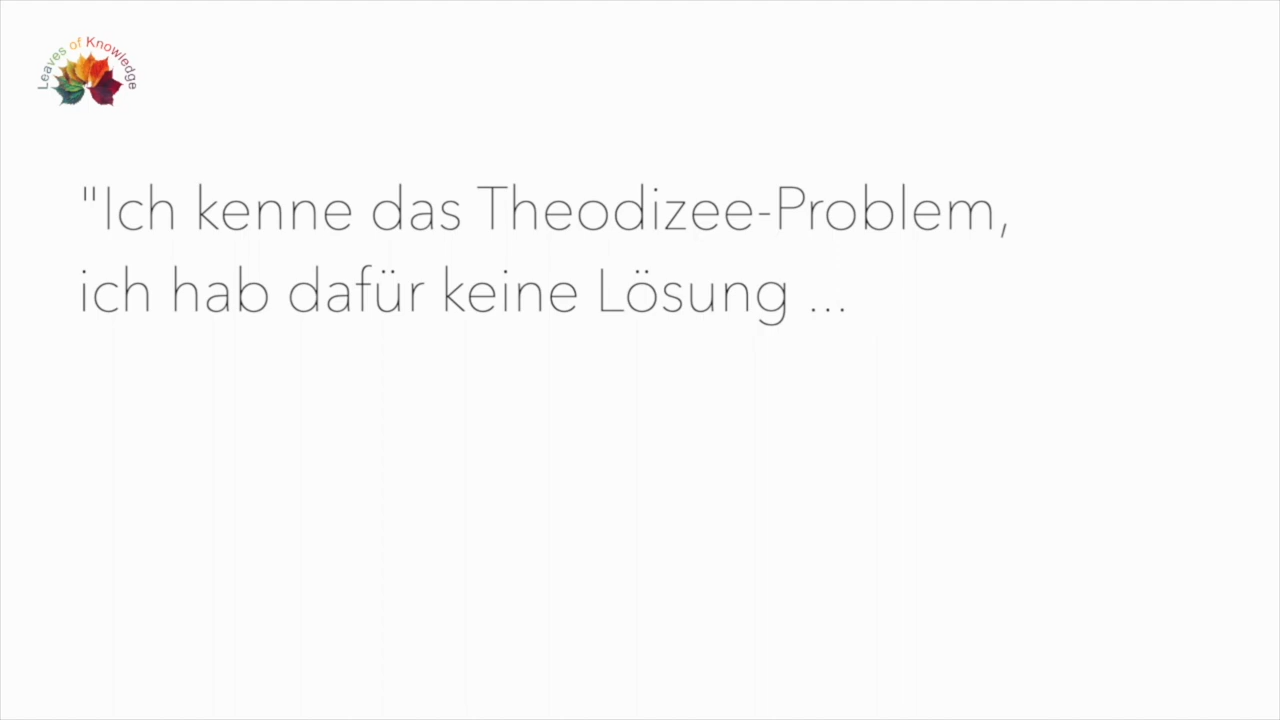 Leaves of Knowledge
"Ich kenne das Theodizee-Problem,
ich hab dafür keine Lösung ...